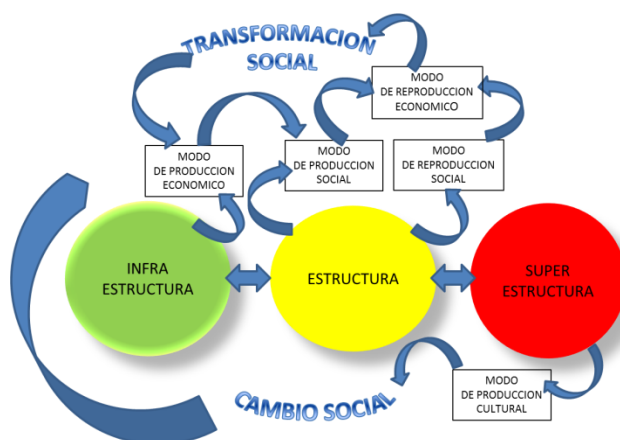 TRANSFORMACION
SOCIAL
MODO
DE REPRODUCCION
ECONOMICO
MODO
DE PRODUCCION
ECONOMICO
MODO
DE PRODUCCION
SOCIAL
MODO
DE REPRODUCCION
SOCIAL
INFRA
ESTRUCTURA
ESTRUCTURA
SUPER
ESTRUCTURA
CAMBIO SOCIAL
MODO
DE PRODUCCION
CULTURAL